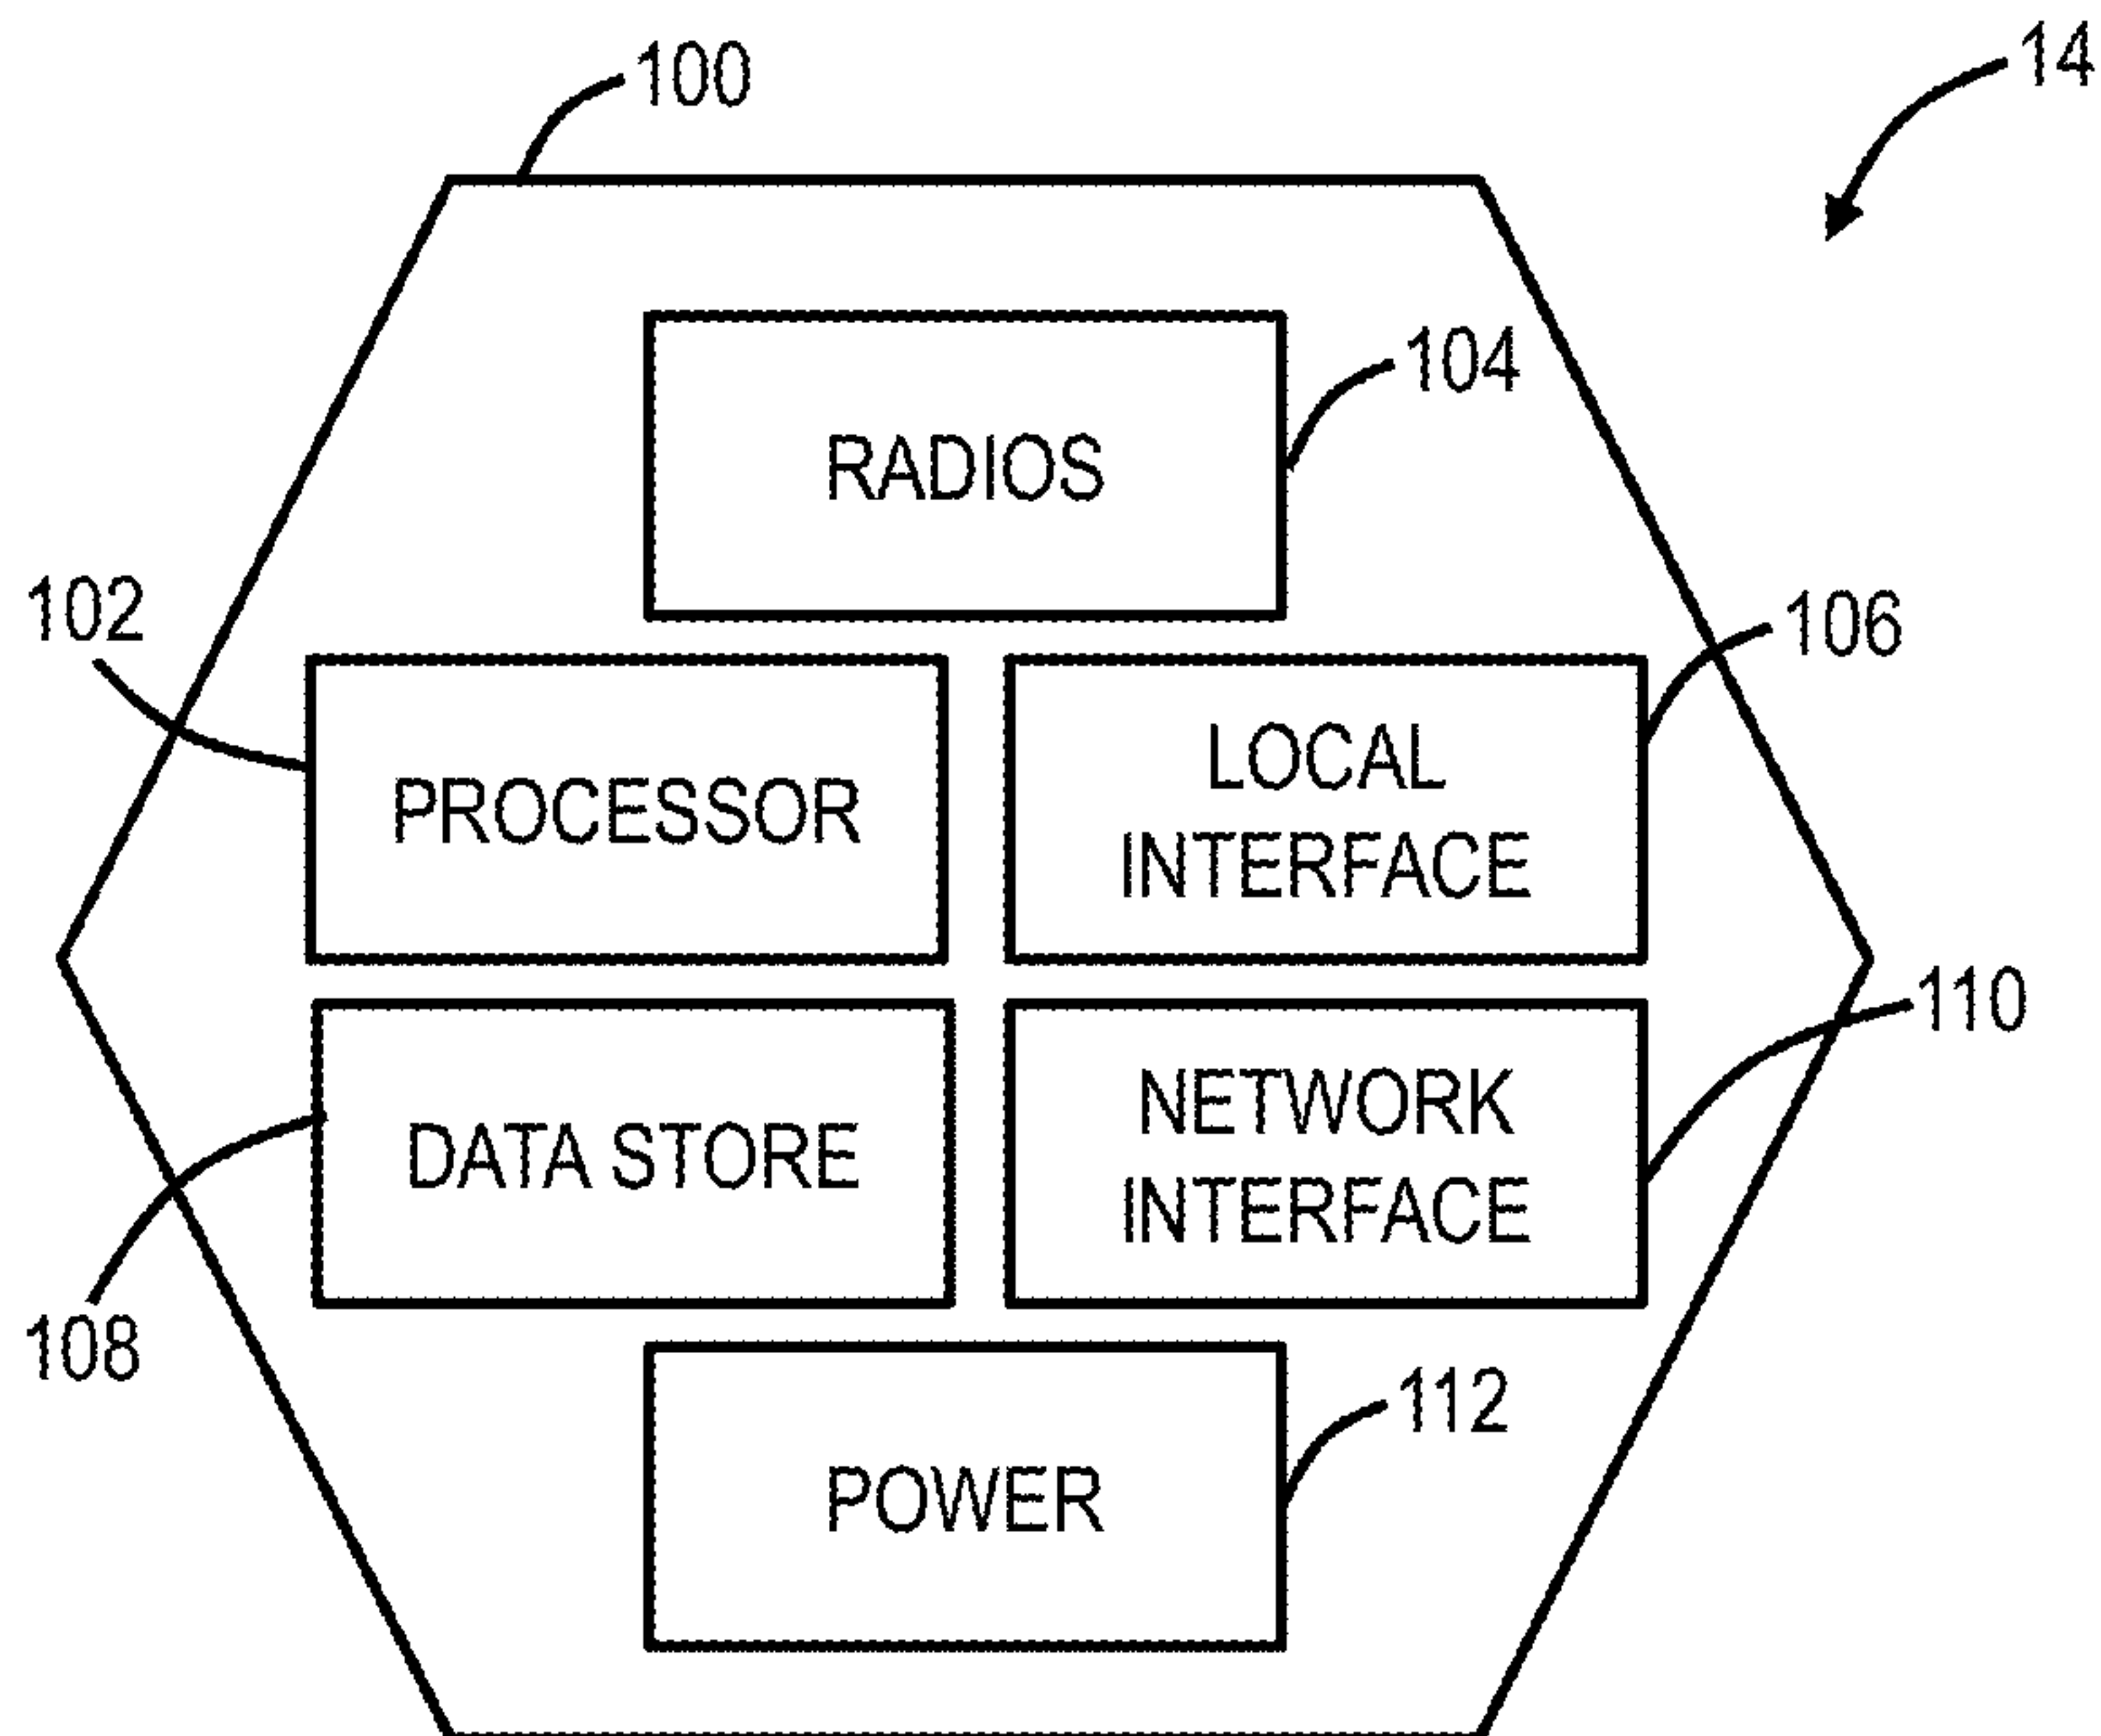 100
14
RADIOS
104
102
106
PROCESSOR
LOCAL
INTERFACE
110
DATA STORE
NETWORK
INTERFACE
108
POWER
112